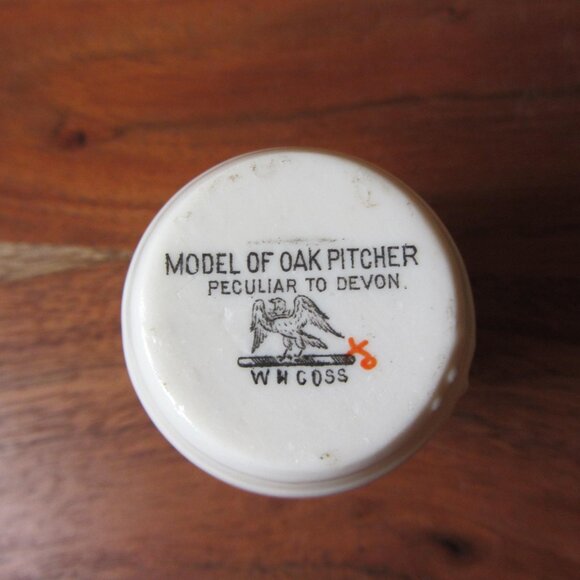 MODEL OF OAK PITCHER
PECULIAR TO DEVON.
W H GOSS